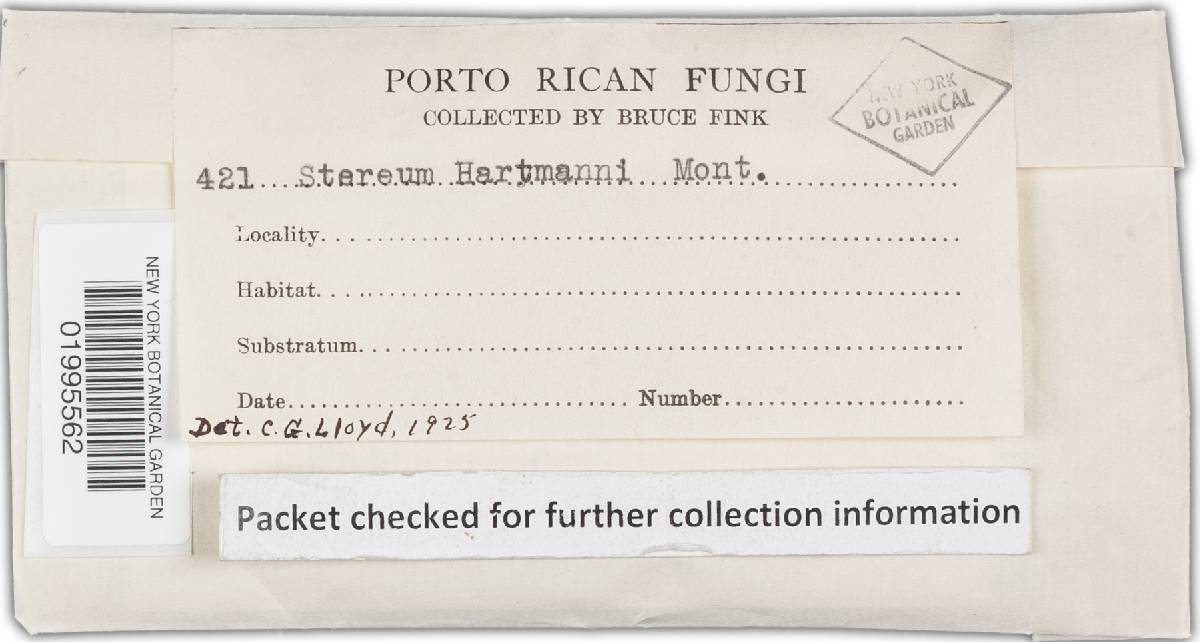 PORTO RICAN FUNGI
COLLECTED BY BRUCE FINK
NEW YORK
BOTANICAL
GARDEN
421 Stereum Hartmanni Mont.
Locality
Habitat
Substratum
Date Number
Det. C. G. Lloyd, 1925
NEW YORK BOTANICAL GARDEN
01995562
Packet checked for further collection information